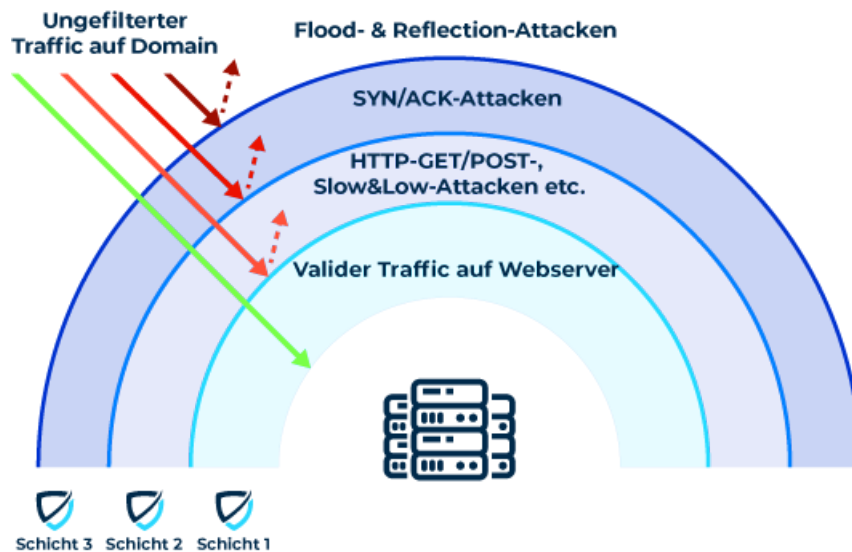 Ungefilterter
Traffic auf Domain
Flood- & Reflection-Attacken
SYN/ACK-Attacken
HTTP-GET/POST-,
Slow&Low-Attacken etc.
Valider Traffic auf Webserver
Schicht 3 Schicht 2 Schicht 1